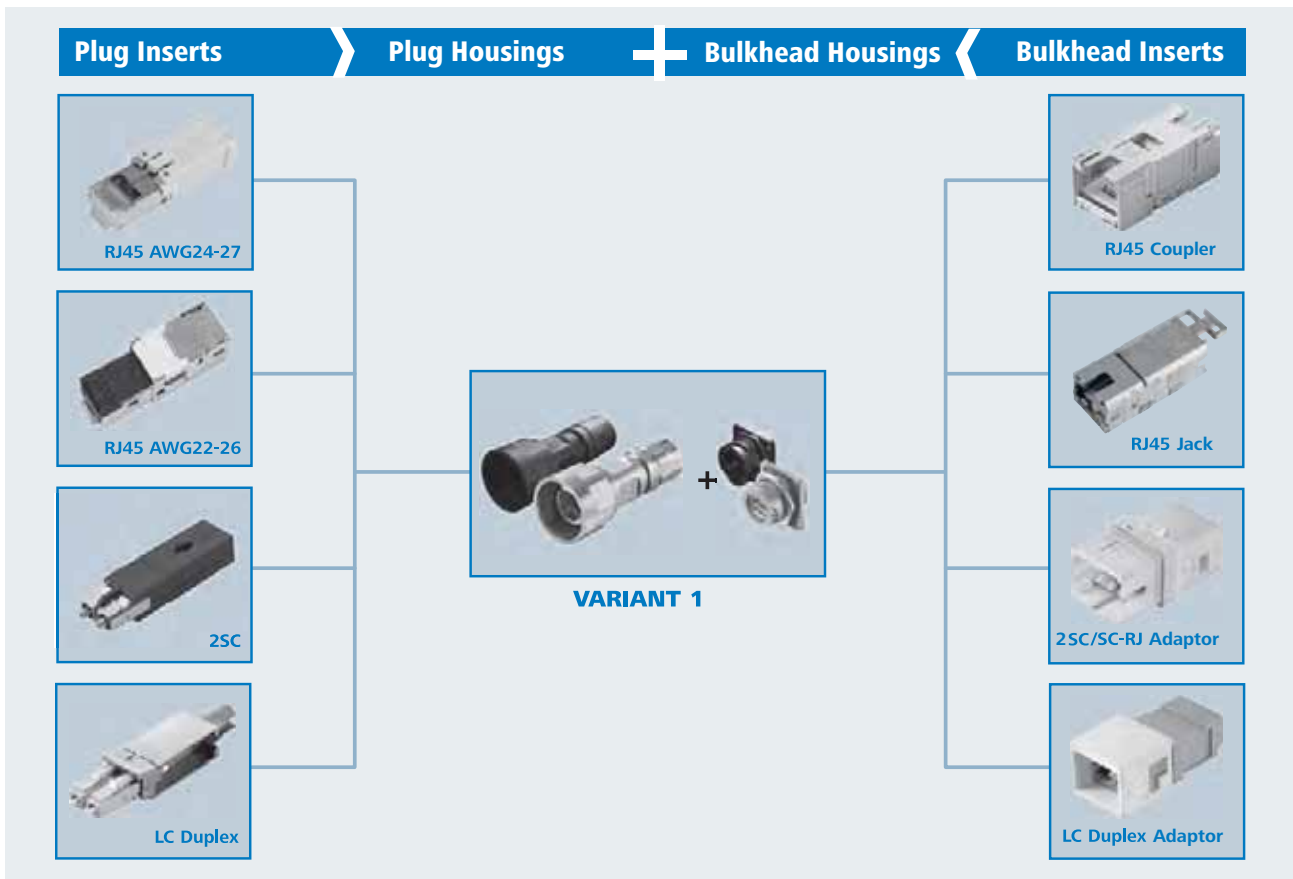 Plug Inserts
Plug Housings
Bulkhead Housings
Bulkhead Inserts
RJ45 AWG24-27
RJ45 AWG22-26
2SC
LC Duplex
+
VARIANT 1
RJ45 Coupler
RJ45 Jack
2SC/SC-RJ Adaptor
LC Duplex Adaptor